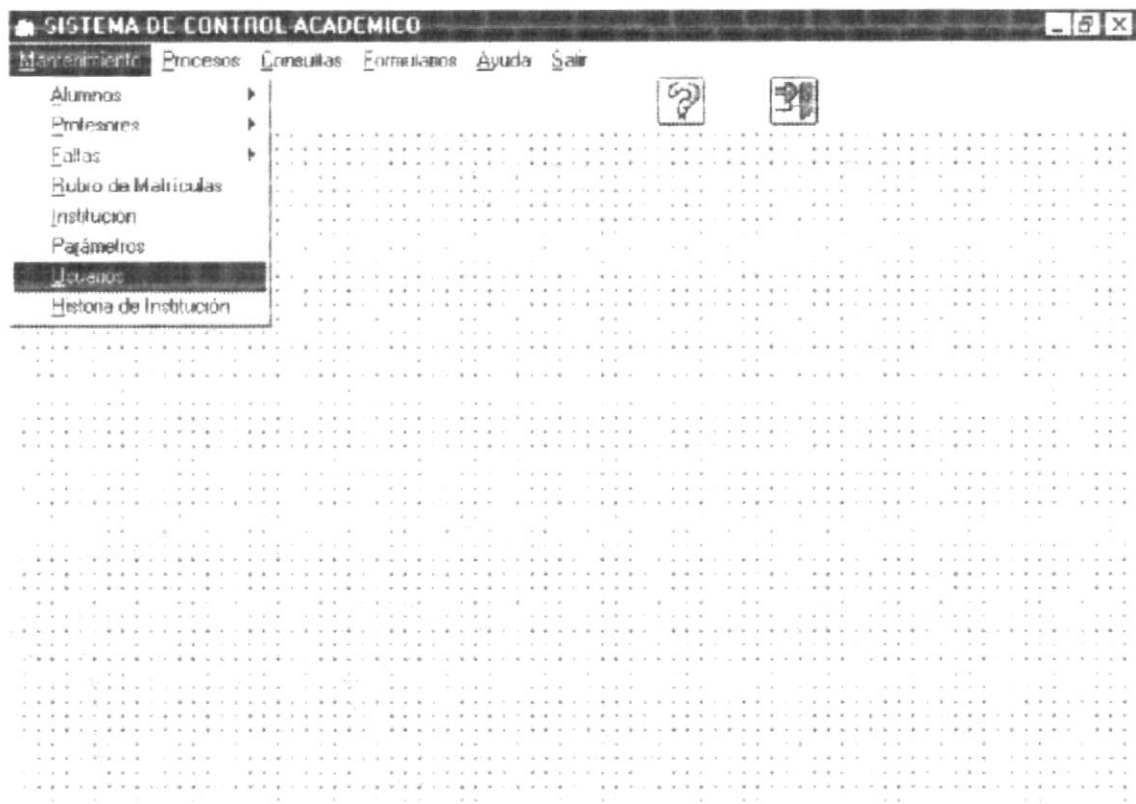 SISTEMA DE CONTROL ACADEMICO
Mantenimiento Procesos Consultas Formularios Ayuda Salir
Alumnos
Profesores
Faltas
Rubro de Matrículas
Institución
Parámetros
Usuarios
Historia de Institución